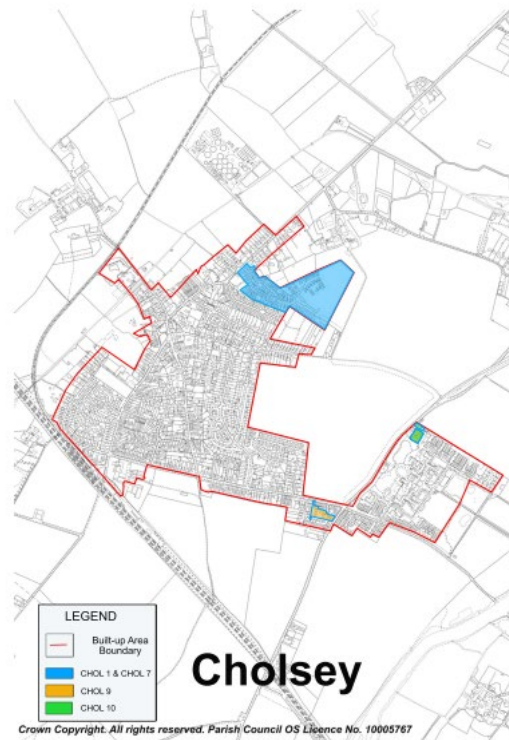 LEGEND
Built-up Area
Boundary
CHOL 1 & CHOL 7
CHOL 9
CHOL 10
Cholsey
Crown Copyright. All rights reserved. Parish Council OS Licence No. 10005767